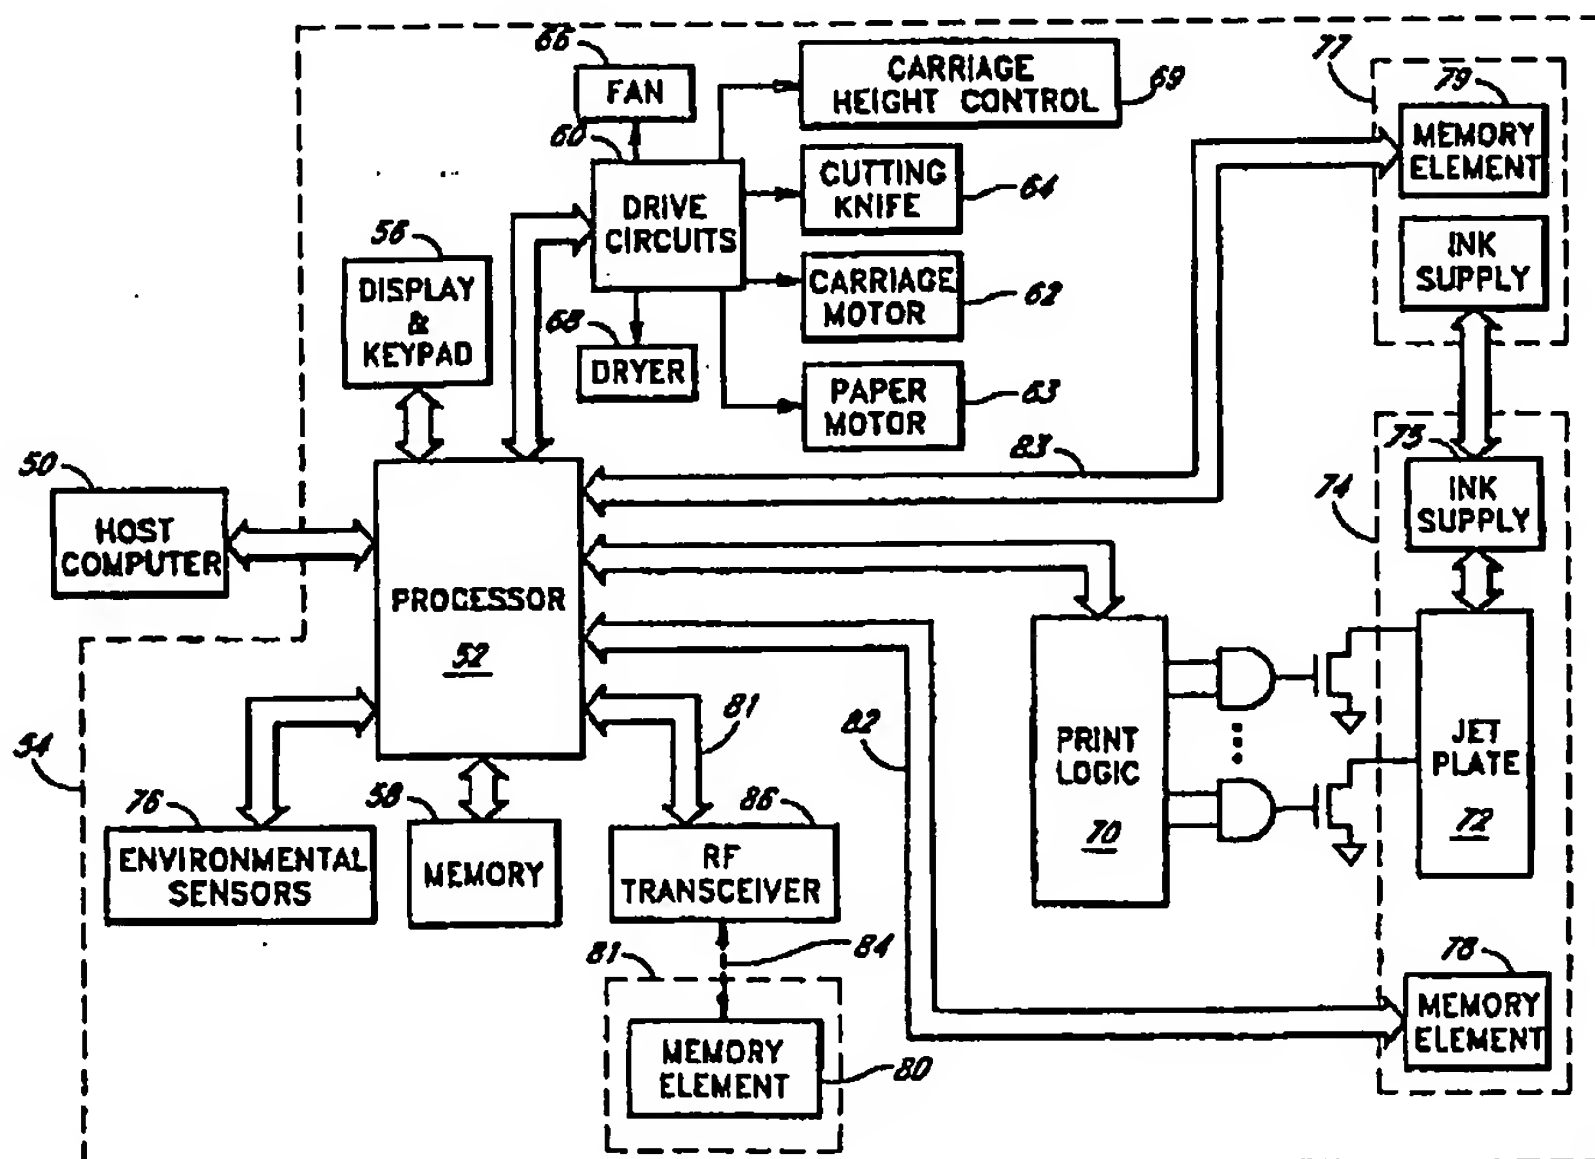 66
FAN
CARRIAGE
HEIGHT CONTROL
69
77
79
MEMORY
ELEMENT
60
DRIVE
CIRCUITS
CUTTING
KNIFE
64
INK
SUPPLY
56
DISPLAY
&
KEYPAD
CARRIAGE
MOTOR
62
68
DRYER
PAPER
MOTOR
63
83
75
74
INK
SUPPLY
50
HOST
COMPUTER
PROCESSOR
52
81
82
PRINT
LOGIC
70
JET
PLATE
72
54
76
ENVIRONMENTAL
SENSORS
58
MEMORY
86
RF
TRANSCEIVER
84
81
MEMORY
ELEMENT
80
78
MEMORY
ELEMENT